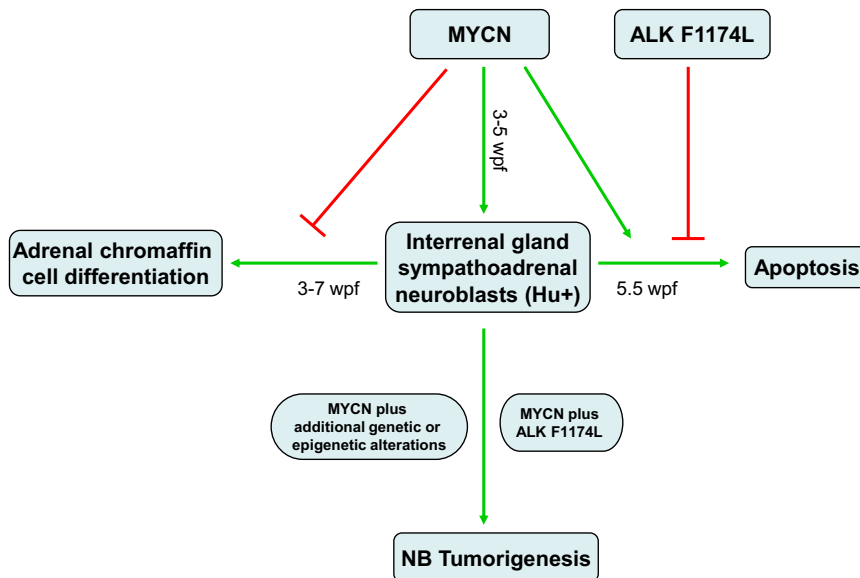 MYCN
ALK F1174L
3-5 wpf
Adrenal chromaffin
cell differentiation
3-7 wpf
Interrenal gland
sympathoadrenal
neuroblasts (Hu+)
5.5 wpf
Apoptosis
MYCN plus
additional genetic or
epigenetic alterations
MYCN plus
ALK F1174L
NB Tumorigenesis